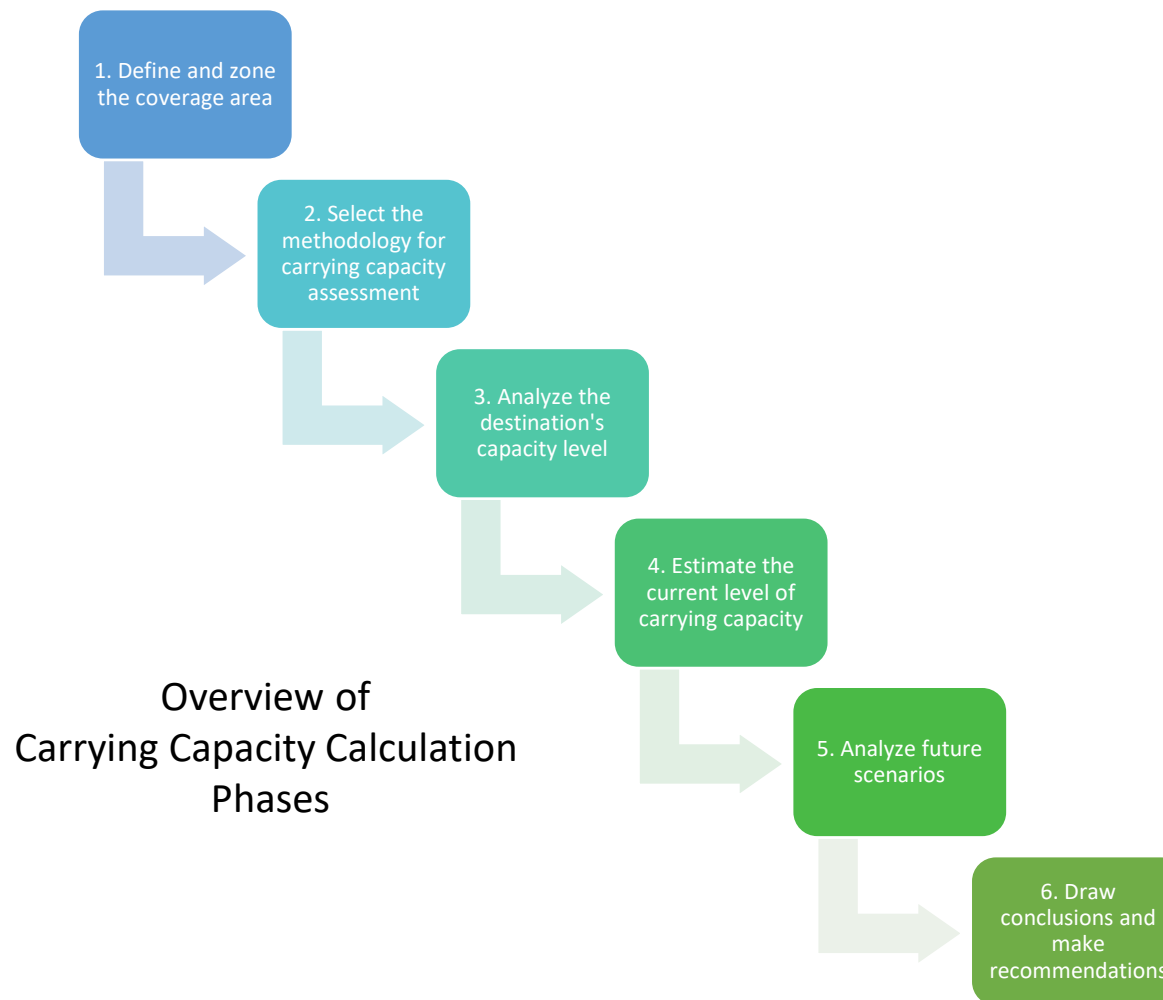 1. Define and zone
the coverage area
2. Select the
methodology for
carrying capacity
assessment
3. Analyze the
destination's
capacity level
4. Estimate the
current level of
carrying capacity
5. Analyze future
scenarios
6. Draw
conclusions and
make
recommendations
Overview of
Carrying Capacity Calculation
Phases